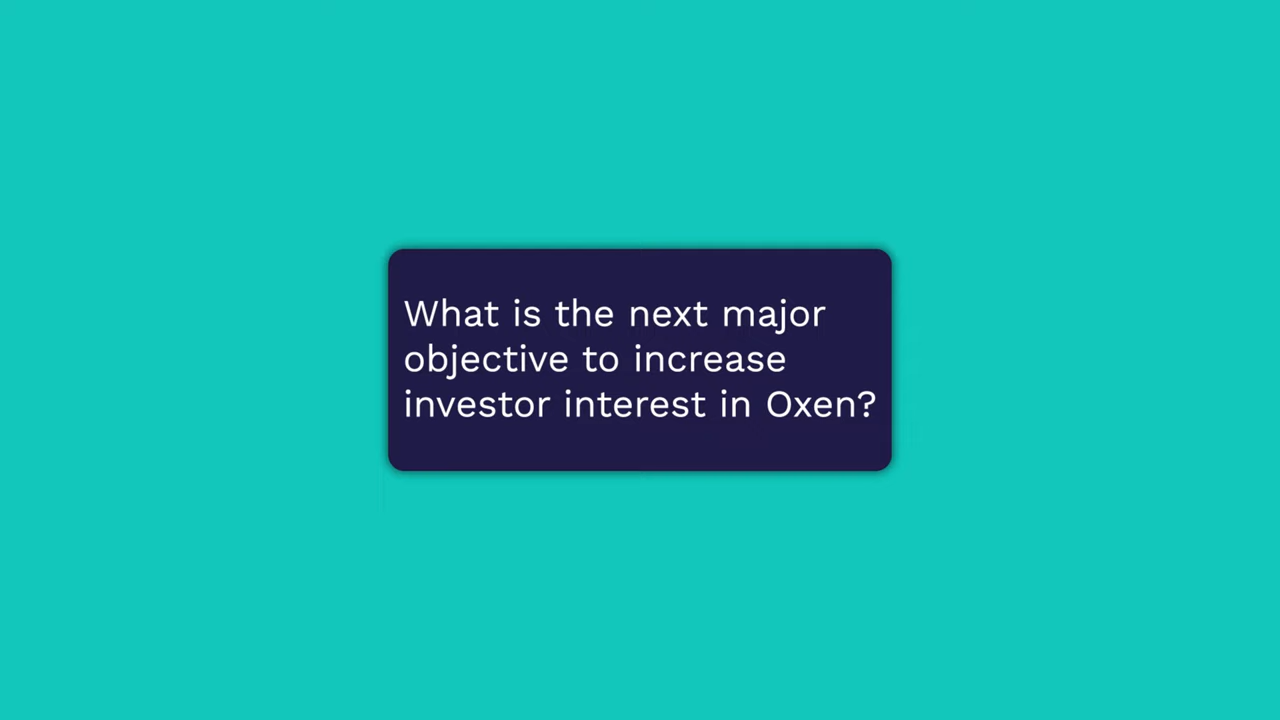 What is the next major
objective to increase
investor interest in Oxen?